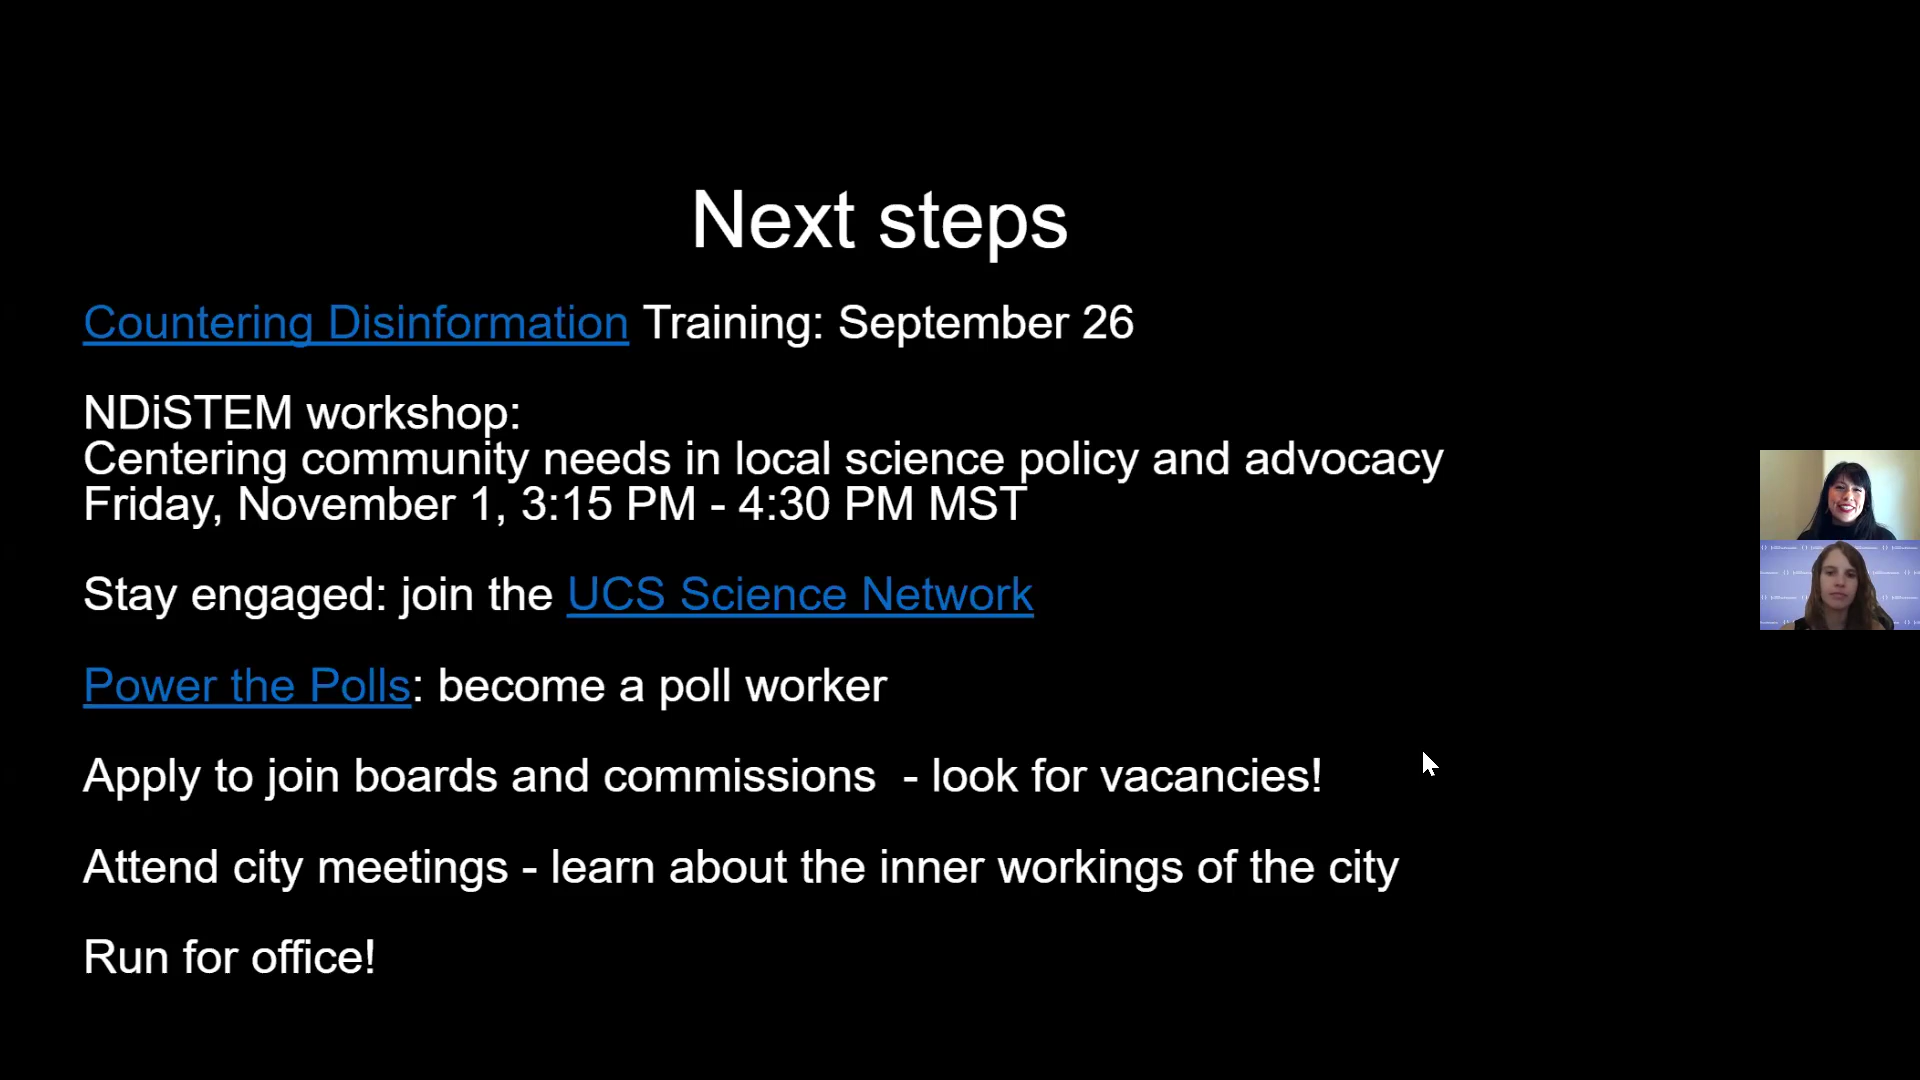 Next steps
Countering Disinformation Training: September 26
NDiSTEM workshop:
Centering community needs in local science policy and advocacy
Friday, November 1, 3:15 PM - 4:30 PM MST
Stay engaged: join the UCS Science Network
Power the Polls: become a poll worker
Apply to join boards and commissions  - look for vacancies!
Attend city meetings - learn about the inner workings of the city
Run for office!